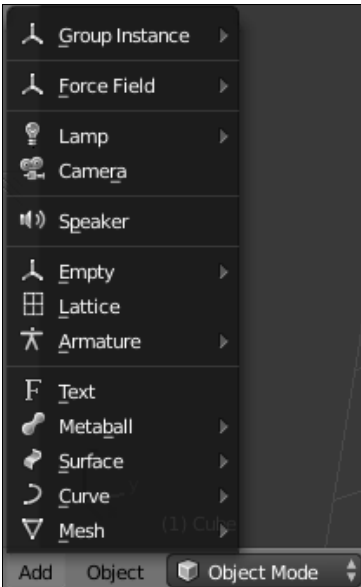 Group Instance
Force Field
Lamp
Camera
Speaker
Empty
Lattice
Armature
Text
Metaball
Surface
Curve
Mesh
(1) Cube
Add Object Object Mode